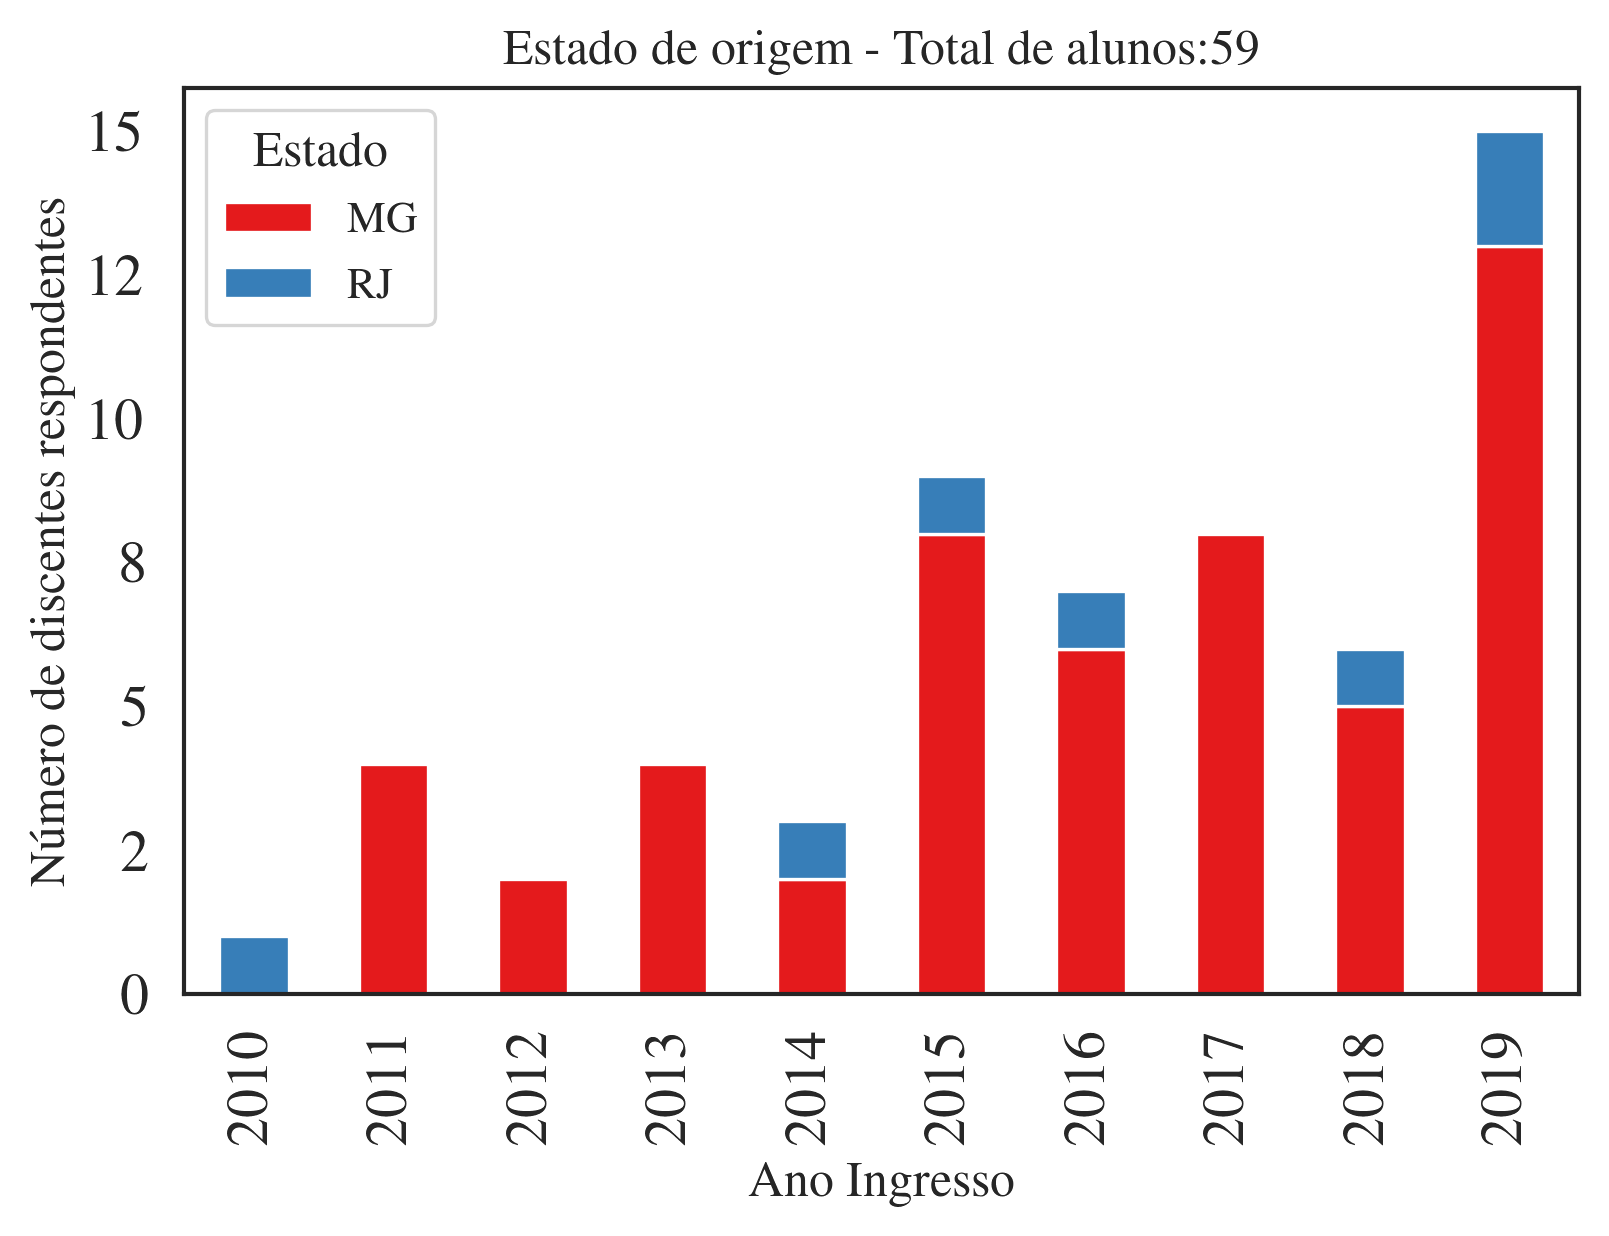 Estado de origem - Total de alunos:59
Estado
MG
RJ
Número de discentes respondentes
15
12
10
8
5
2
0
2010
2011
2012
2013
2014
2015
2016
2017
2018
2019
Ano Ingresso